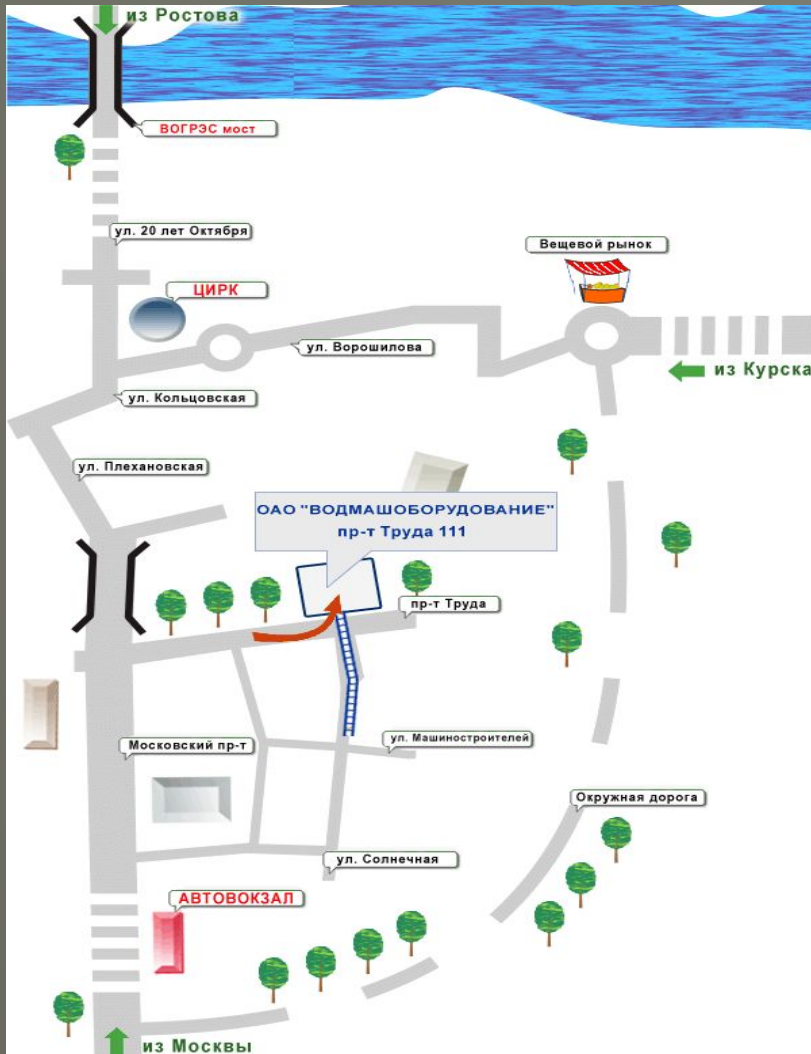 из Ростова
ВОГРЭС мост
ул. 20 лет Октября
Вещевой рынок
ЦИРК
ул. Ворошилова
из Курска
ул. Кольцовская
ул. Плехановская
ОАО "ВОДМАШОБОРУДОВАНИЕ"
пр-т Труда 111
пр-т Труда
ул. Машиностроителей
Московский пр-т
Окружная дорога
ул. Солнечная
АВТОВОКЗАЛ
из Москвы